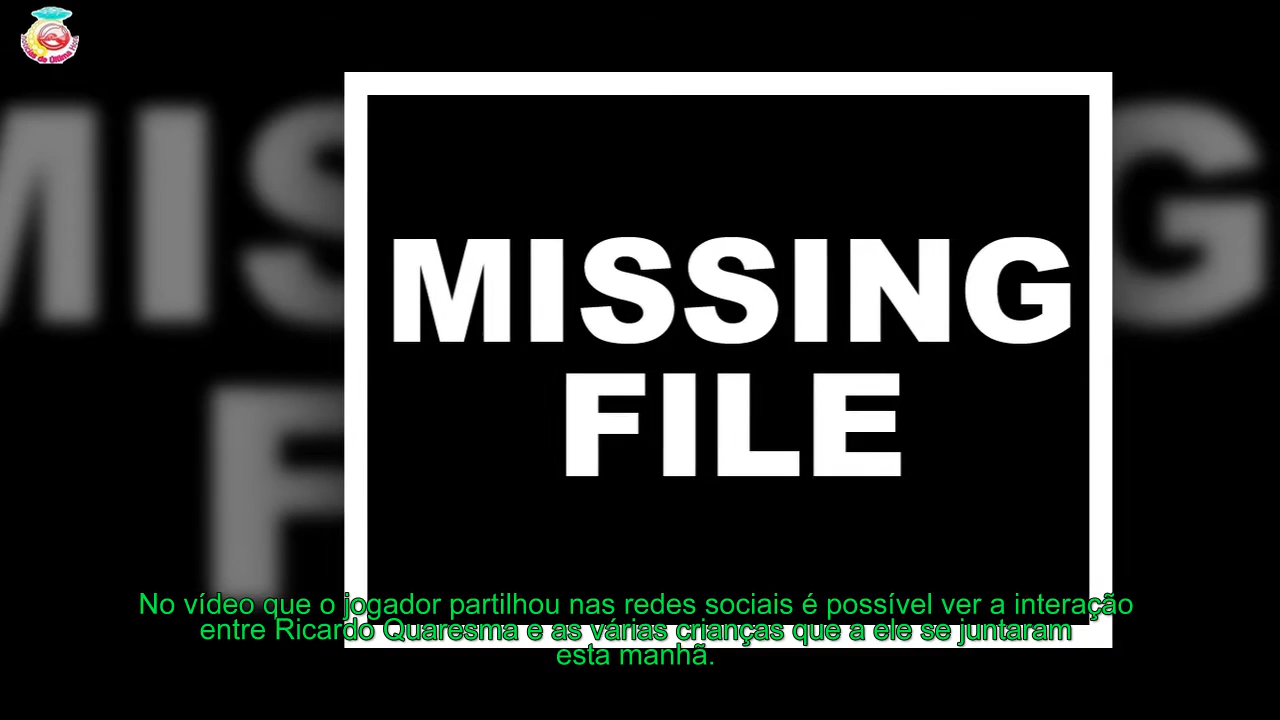 MISSING
FILE
No vídeo que o jogador partilhou nas redes sociais é possível ver a interação
entre Ricardo Quaresma e as várias crianças que a ele se juntaram
esta manhã.